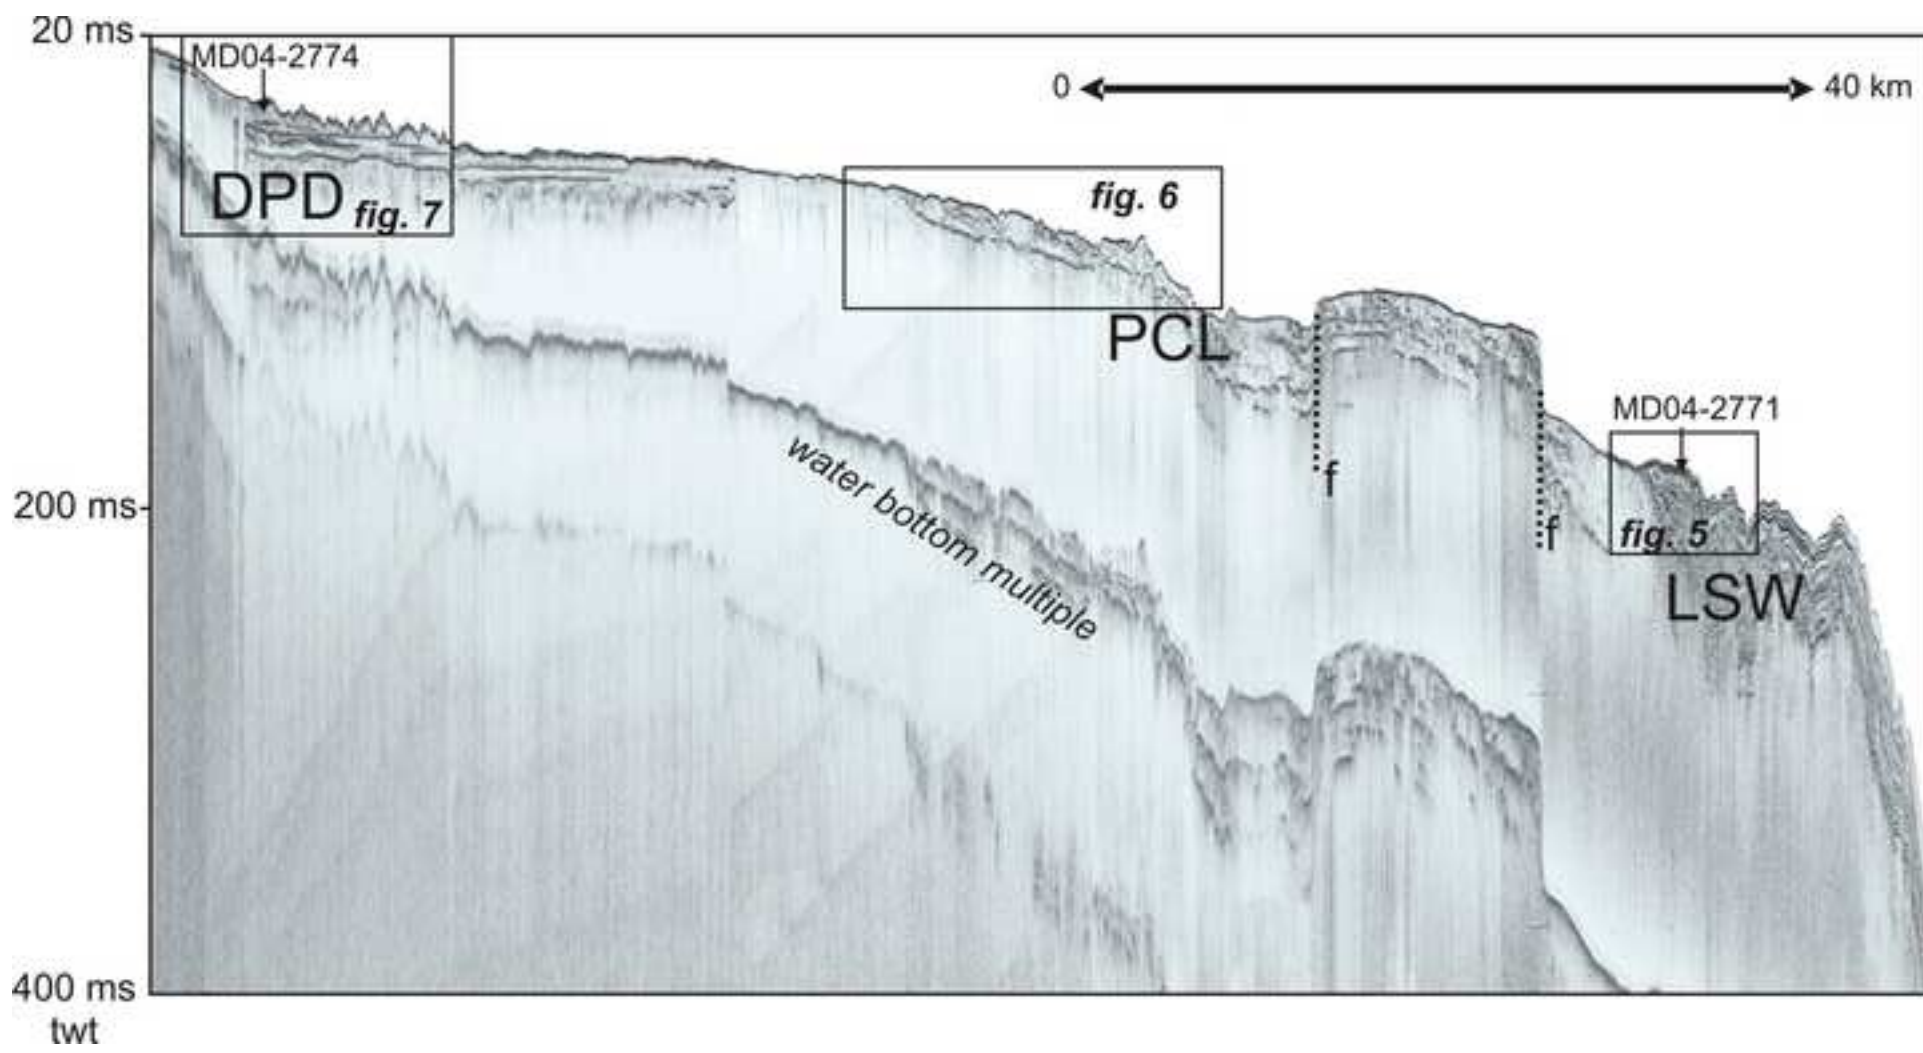 20 ms
MD04-2774
0
40 km
DPD
fig. 7
fig. 6
PCL
MD04-2771
f
water bottom multiple
200 ms
f
fig. 5
LSW
400 ms
twt